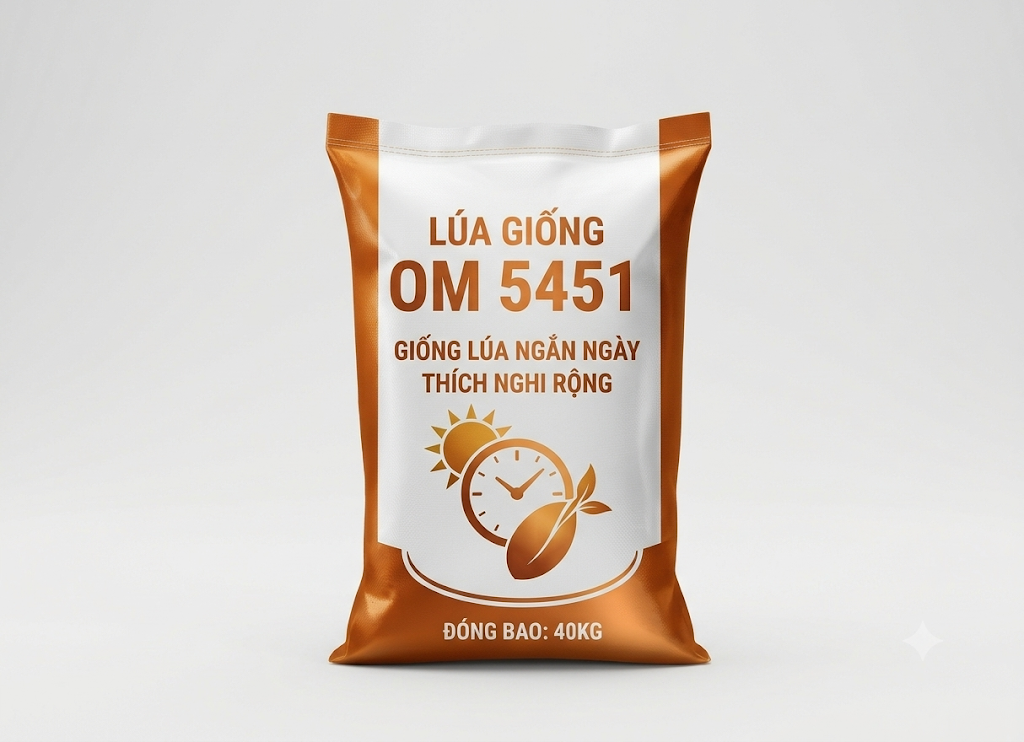 LÚA GIỐNG
OM 5451
GIỐNG LÚA NGẮN NGÀY
THÍCH NGHI RỘNG
ĐÓNG BAO: 40KG